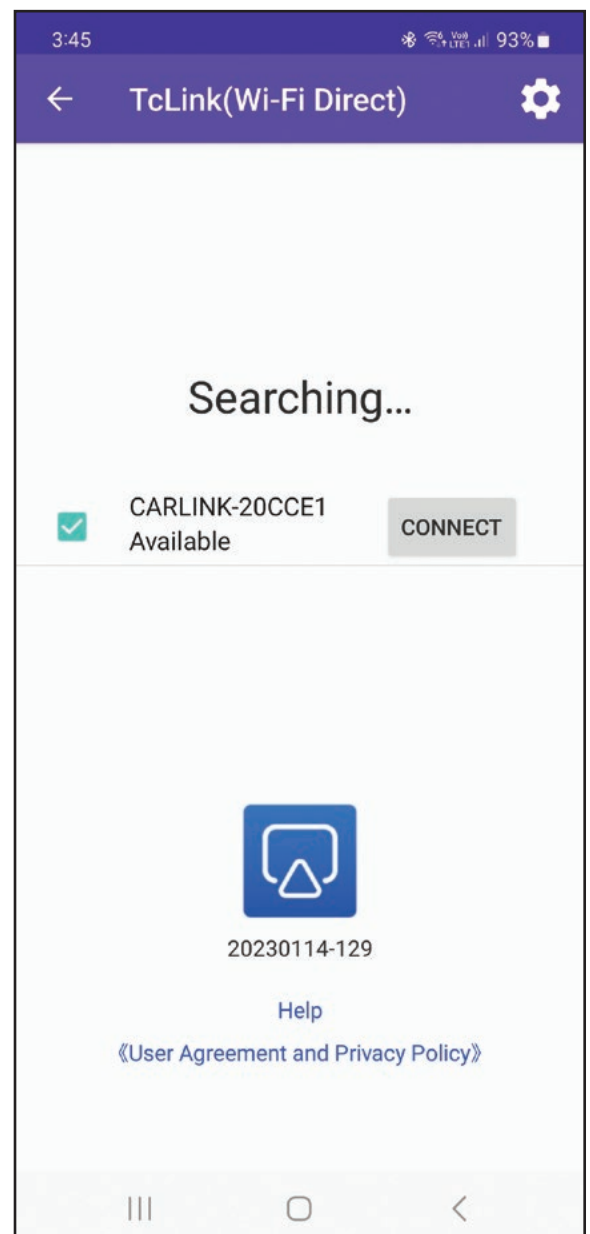 3:45 93%
TcLink(Wi-Fi Direct)
Searching...
CARLINK-20CCE1
Available
CONNECT
20230114-129
Help
《User Agreement and Privacy Policy》